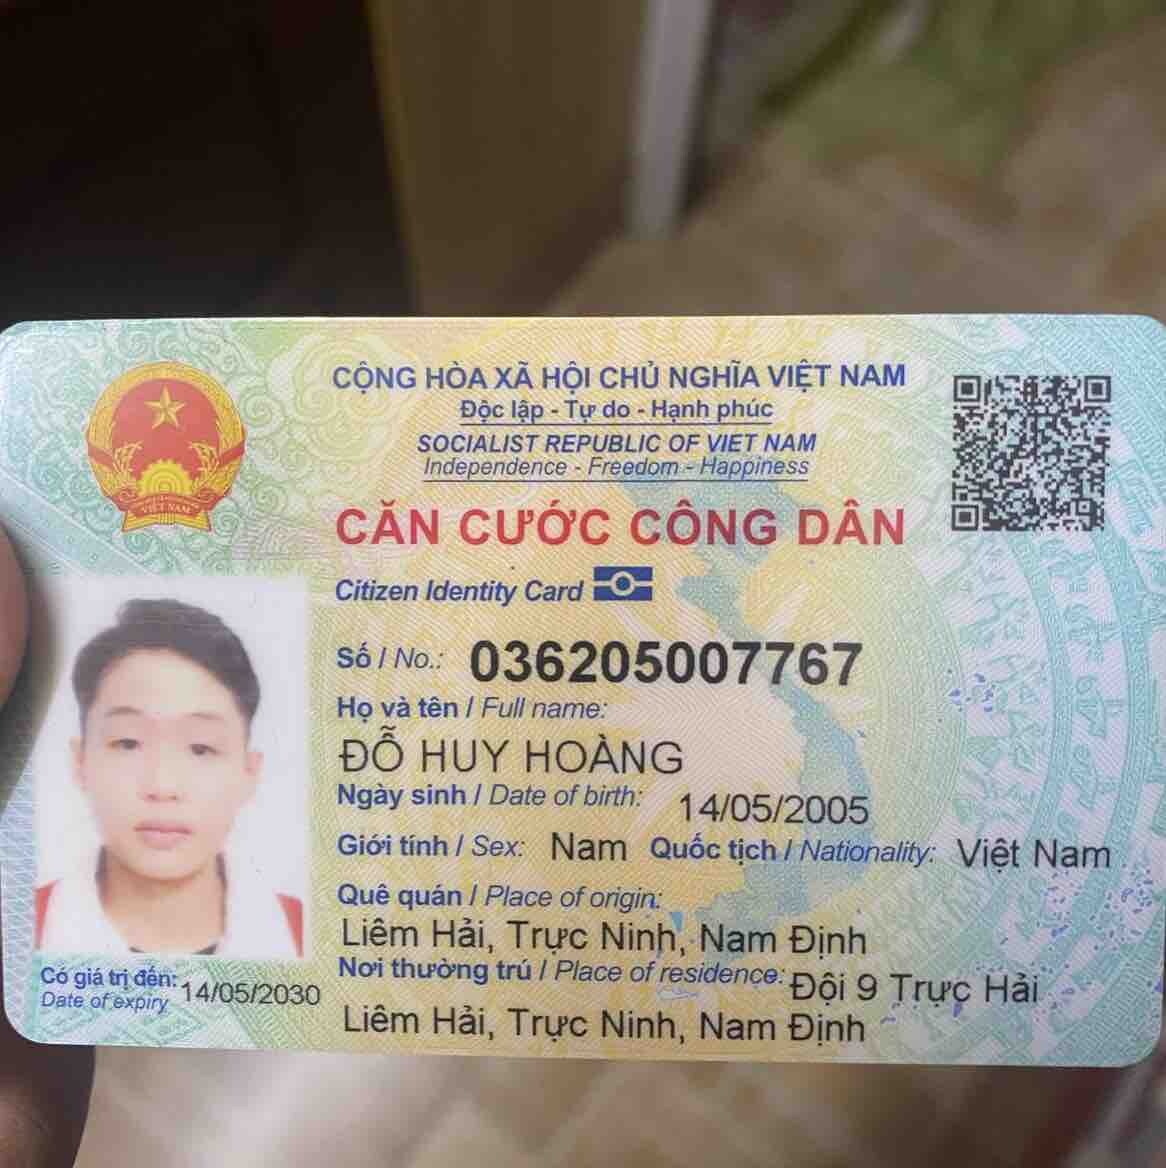 CỘNG HÒA XÃ HỘI CHỦ NGHĨA VIỆT NAM
Độc lập - Tự do - Hạnh phúc
SOCIALIST REPUBLIC OF VIET NAM
Independence - Freedom - Happiness
CĂN CƯỚC CÔNG DÂN
Citizen Identity Card
VIỆT NAM
Số / No.: 036205007767
Họ và tên / Full name:
ĐỖ HUY HOÀNG
Ngày sinh / Date of birth: 14/05/2005
Giới tính / Sex: Nam Quốc tịch / Nationality: Việt Nam
Quê quán / Place of origin:
Liêm Hải, Trực Ninh, Nam Định
Nơi thường trú / Place of residence: Đội 9 Trực Hải
Liêm Hải, Trực Ninh, Nam Định
Có giá trị đến: 14/05/2030
Date of expiry